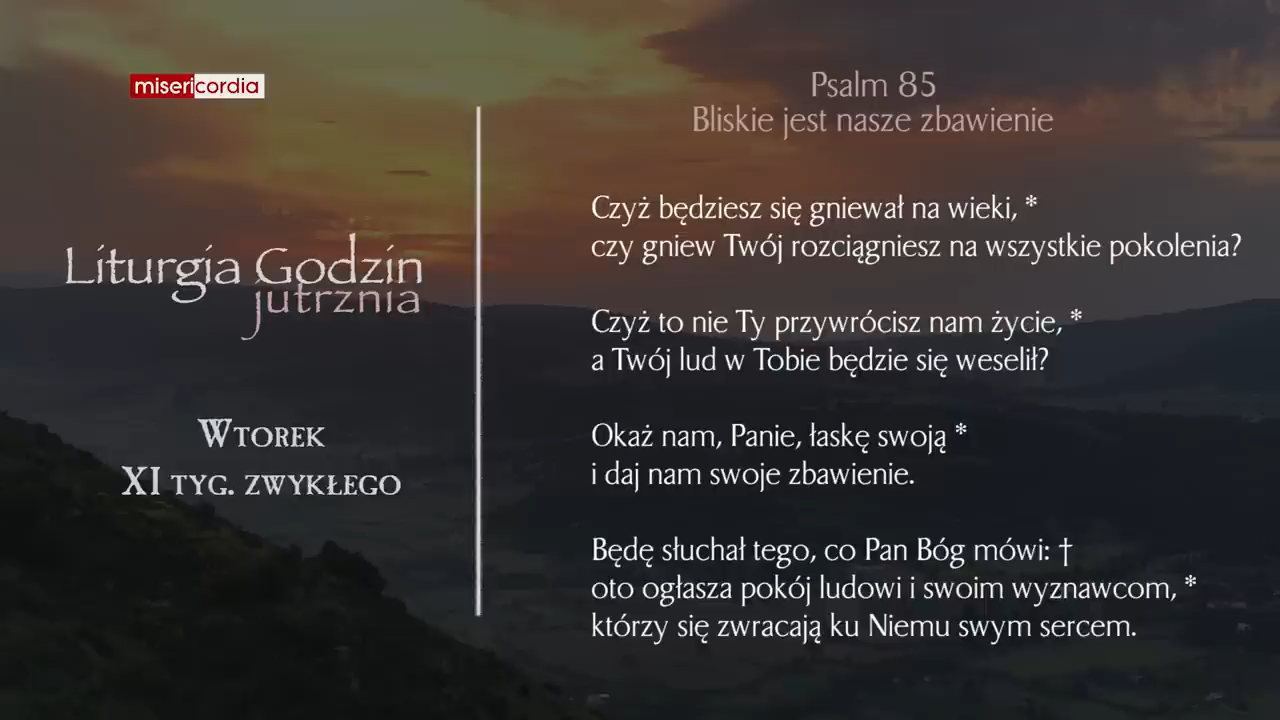 misericordia
Liturgia Godzin
jutrznia
Wtorek
XI tyg. zwykłego
Psalm 85
Bliskie jest nasze zbawienie
Czyż będziesz się gniewał na wieki, *
czy gniew Twój rozciągniesz na wszystkie pokolenia?
Czyż to nie Ty przywrócisz nam życie, *
a Twój lud w Tobie będzie się weselił?
Okaż nam, Panie, łaskę swoją *
i daj nam swoje zbawienie.
Będę słuchał tego, co Pan Bóg mówi: †
oto ogłasza pokój ludowi i swoim wyznawcom, *
którzy się zwracają ku Niemu swym sercem.